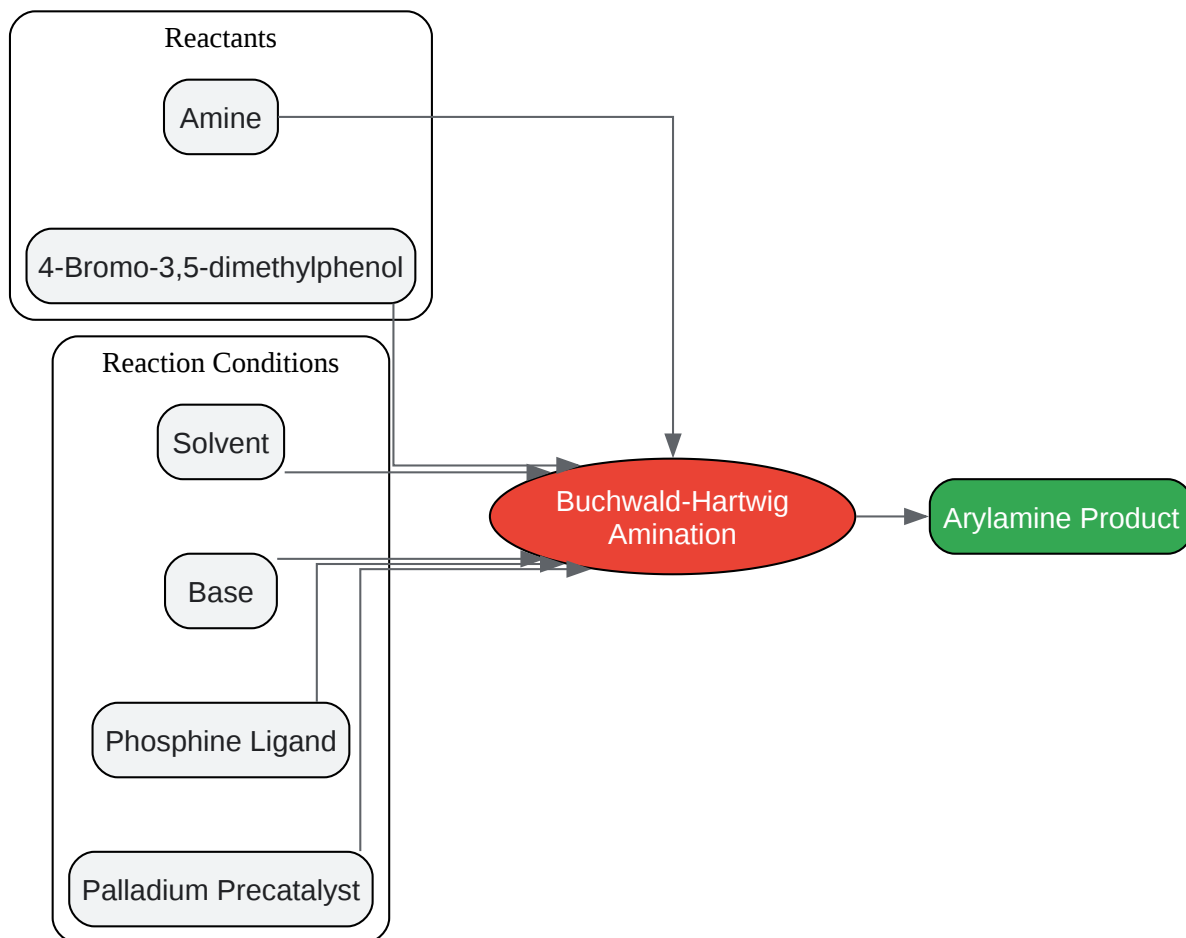 Reactants
Amine
4-Bromo-3,5-dimethylphenol
Reaction Conditions
Solvent
Base
Phosphine Ligand
Palladium Precatalyst
Buchwald-Hartwig
Amination
Arylamine Product